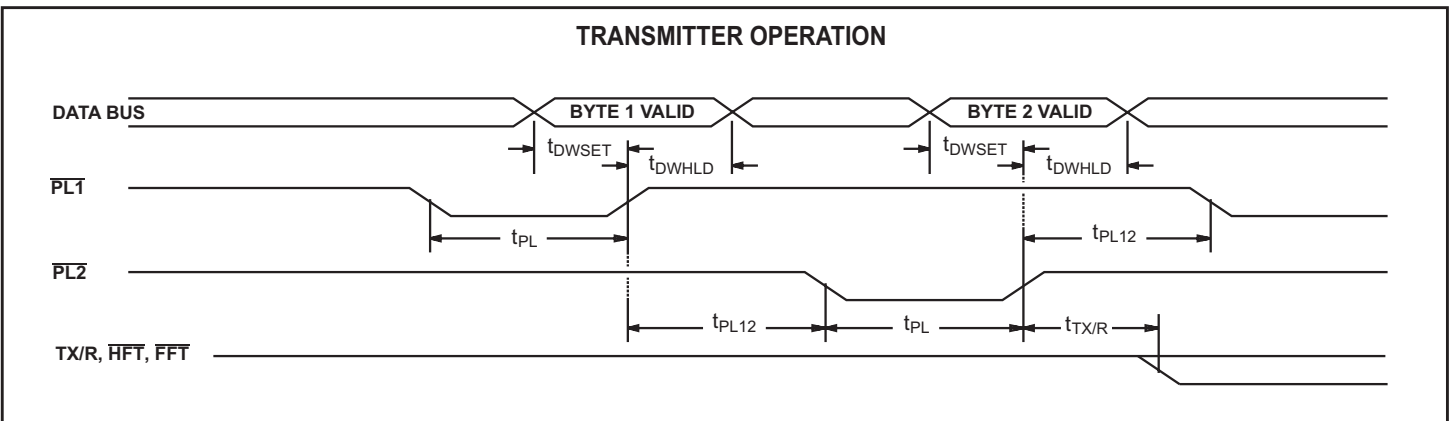 TRANSMITTER OPERATION
DATA BUS
BYTE 1 VALID
BYTE 2 VALID
tDWSET
tDWHLD
tDWSET
tDWHLD
PL1
tPL
tPL12
PL2
tPL12
tPL
tTX/R
TX/R, HFT, FFT